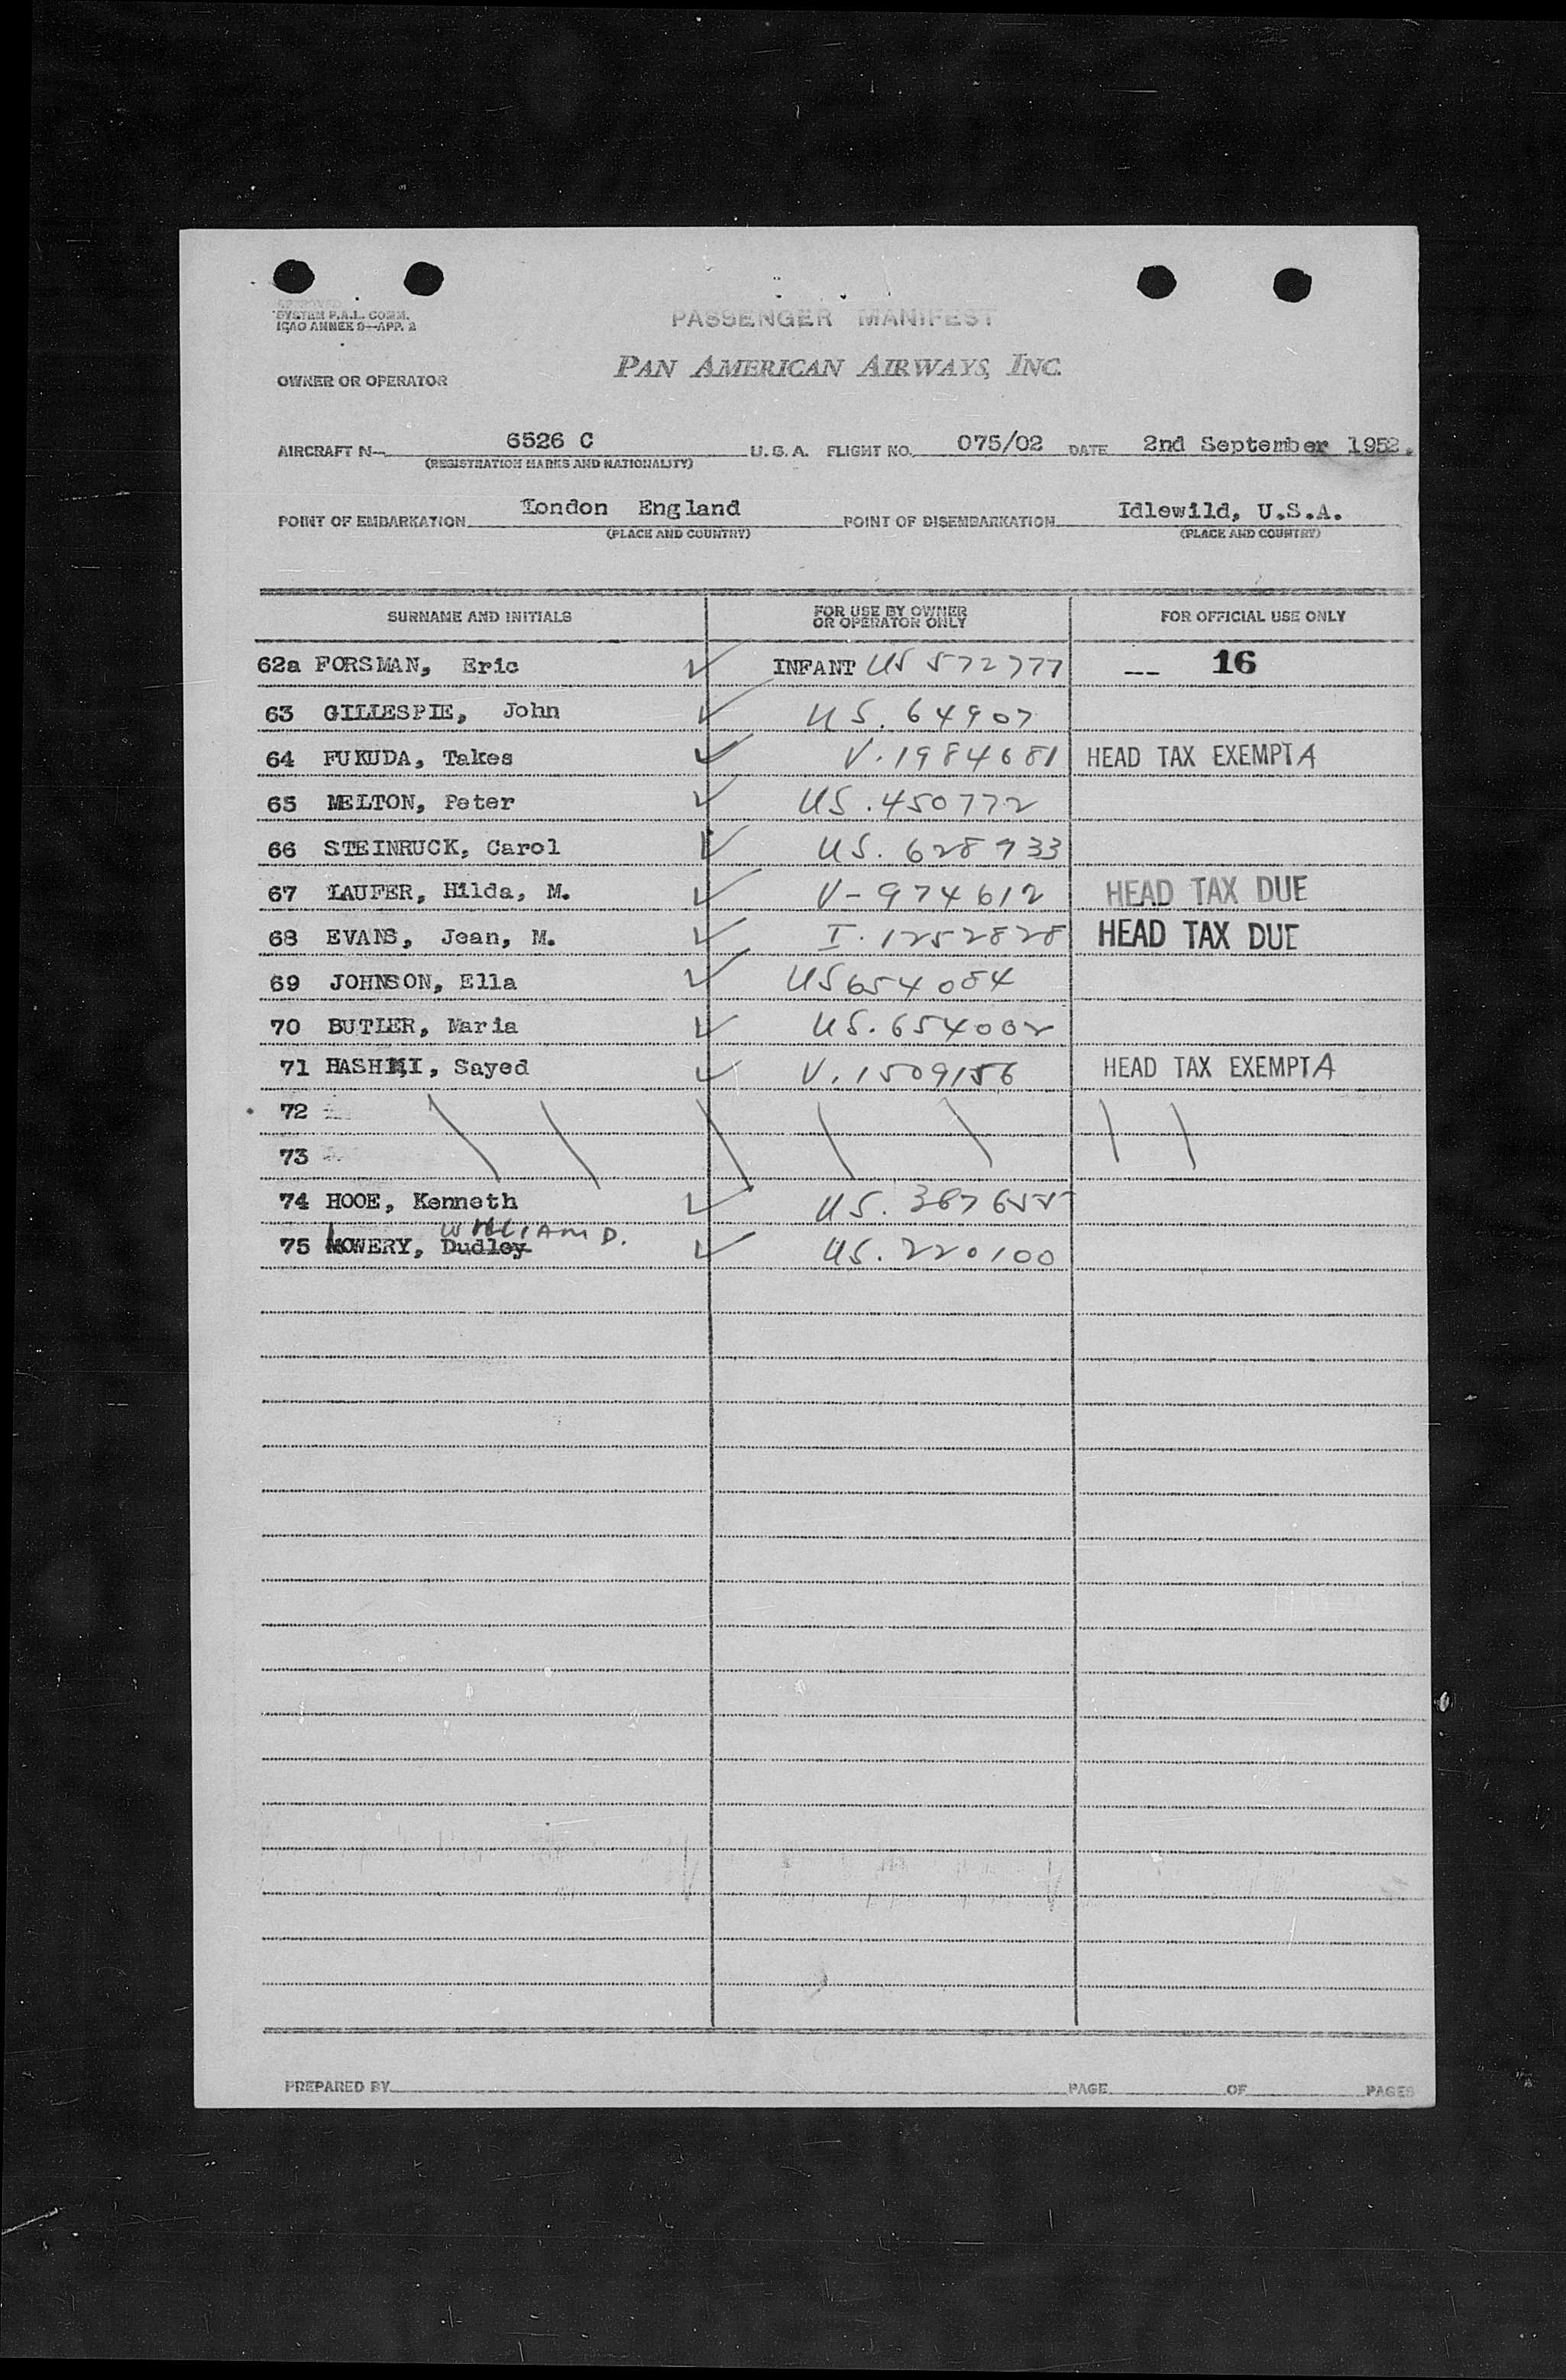 APPROVED
SYSTEM P.A.I. COMM.
ICAO ANNEX 9—APP. 2
PASSENGER MANIFEST
OWNER OR OPERATOR PAN AMERICAN AIRWAYS, INC.
AIRCRAFT N— 6526 C U.S.A. FLIGHT NO. 075/02 DATE 2nd September 1952.
(REGISTRATION MARKS AND NATIONALITY)
POINT OF EMBARKATION London England POINT OF DISEMBARKATION Idlewild, U.S.A.
(PLACE AND COUNTRY) (PLACE AND COUNTRY)
SURNAME AND INITIALS FOR USE BY OWNER OR OPERATOR ONLY FOR OFFICIAL USE ONLY
62a FORSMAN, Eric ✓ INFANT US 572777 -- 16
63 GILLESPIE, John ✓ US. 64907
64 FUKUDA, Takes ✓ V. 1984681 HEAD TAX EXEMPT A
65 MELTON, Peter ✓ US. 450772
66 STEINRUCK, Carol ✓ US. 628933
67 LAUFER, Hilda, M. ✓ V-974612 HEAD TAX DUE
68 EVANS, Jean, M. ✓ I. 1252828 HEAD TAX DUE
69 JOHNSON, Ella ✓ US 654084
70 BUTLER, Maria ✓ US. 654002
71 HASHMI, Sayed ✓ V. 1509156 HEAD TAX EXEMPT A
72
73
74 HOOE, Kenneth ✓ US. 387655
WILLIAM D.
75 LOWERY, Dudley ✓ US. 220100
PREPARED BY PAGE OF PAGES